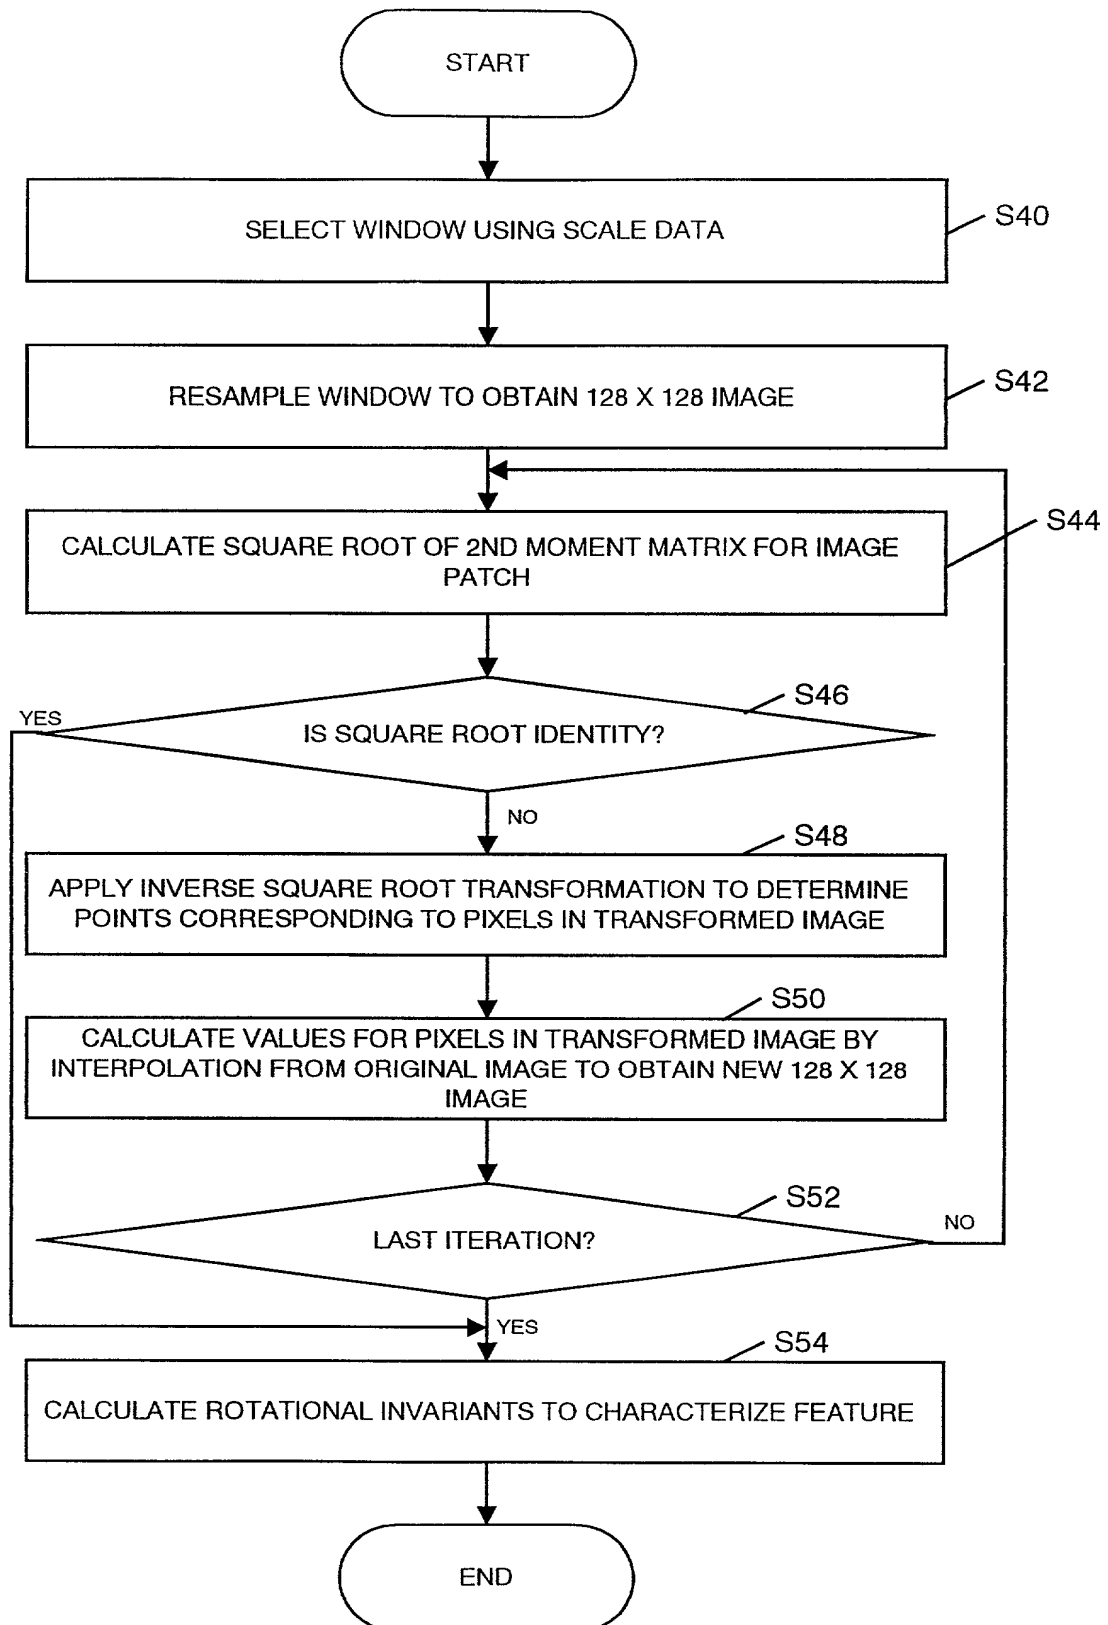 START
SELECT WINDOW USING SCALE DATA
S40
RESAMPLE WINDOW TO OBTAIN 128 X 128 IMAGE
S42
CALCULATE SQUARE ROOT OF 2ND MOMENT MATRIX FOR IMAGE
PATCH
S44
S46
YES
IS SQUARE ROOT IDENTITY?
NO
S48
APPLY INVERSE SQUARE ROOT TRANSFORMATION TO DETERMINE
POINTS CORRESPONDING TO PIXELS IN TRANSFORMED IMAGE
S50
CALCULATE VALUES FOR PIXELS IN TRANSFORMED IMAGE BY
INTERPOLATION FROM ORIGINAL IMAGE TO OBTAIN NEW 128 X 128
IMAGE
S52
LAST ITERATION?
NO
YES
S54
CALCULATE ROTATIONAL INVARIANTS TO CHARACTERIZE FEATURE
END